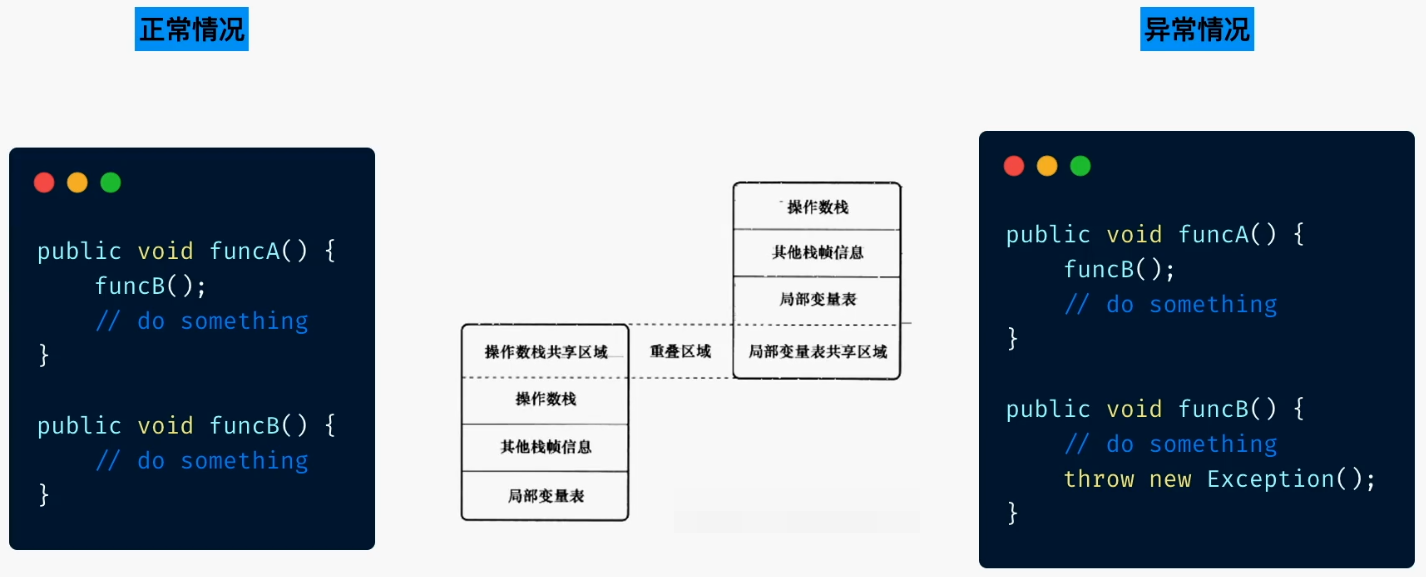 正常情况
异常情况
public void funcA() {
funcB();
// do something
}
public void funcB() {
// do something
}
操作数栈
其他栈帧信息
局部变量表
操作数栈共享区域
重叠区域
局部变量表共享区域
操作数栈
其他栈帧信息
局部变量表
public void funcA() {
funcB();
// do something
}
public void funcB() {
// do something
throw new Exception();
}